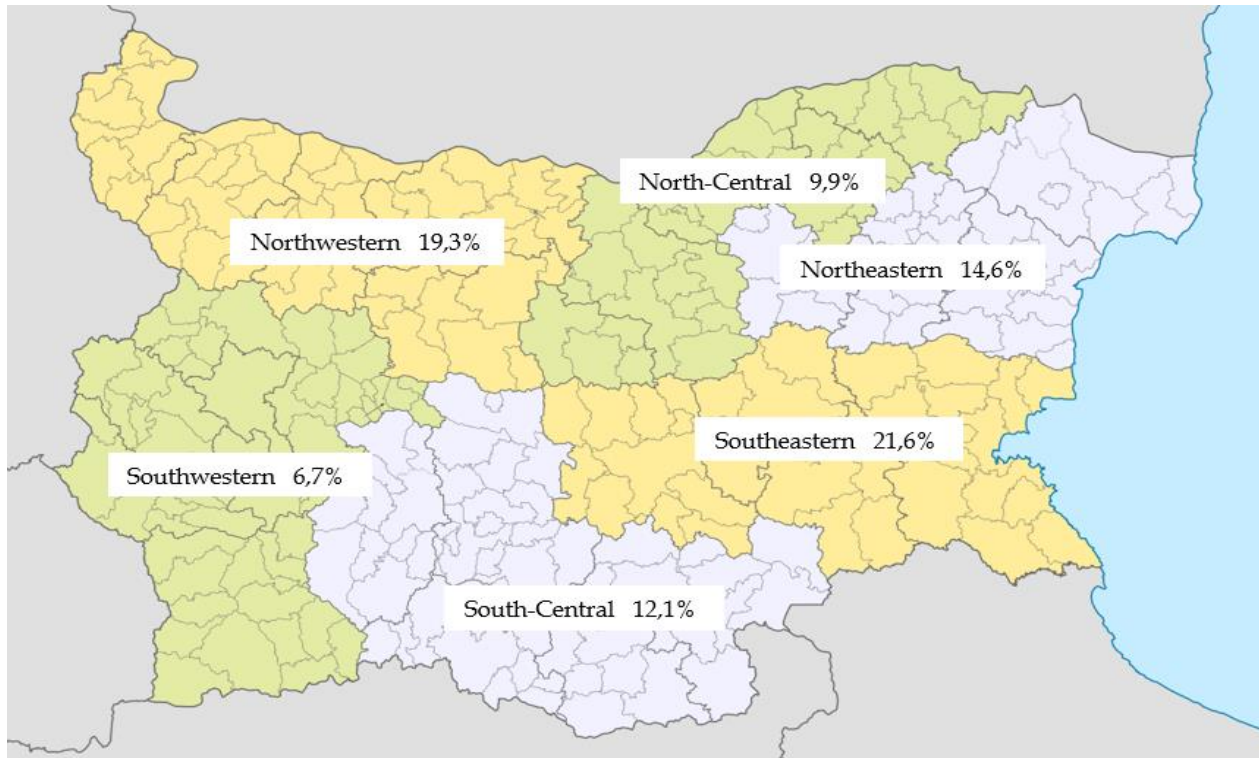 North-Central 9,9%
Northwestern 19,3%
Northeastern 14,6%
Southeastern 21,6%
Southwestern 6,7%
South-Central 12,1%